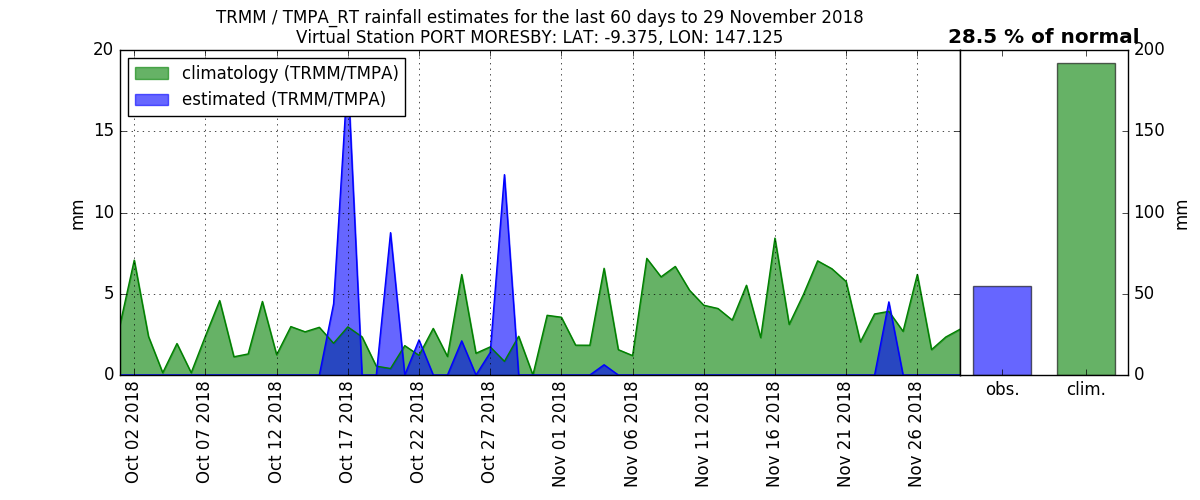 TRMM / TMPA_RT rainfall estimates for the last 60 days to 29 November 2018
Virtual Station PORT MORESBY: LAT: -9.375, LON: 147.125
28.5 % of normal
climatology (TRMM/TMPA)
estimated (TRMM/TMPA)
20
15
10
5
0
mm
Oct 02 2018
Oct 07 2018
Oct 12 2018
Oct 17 2018
Oct 22 2018
Oct 27 2018
Nov 01 2018
Nov 06 2018
Nov 11 2018
Nov 16 2018
Nov 21 2018
Nov 26 2018
200
150
100
50
0
mm
obs.
clim.